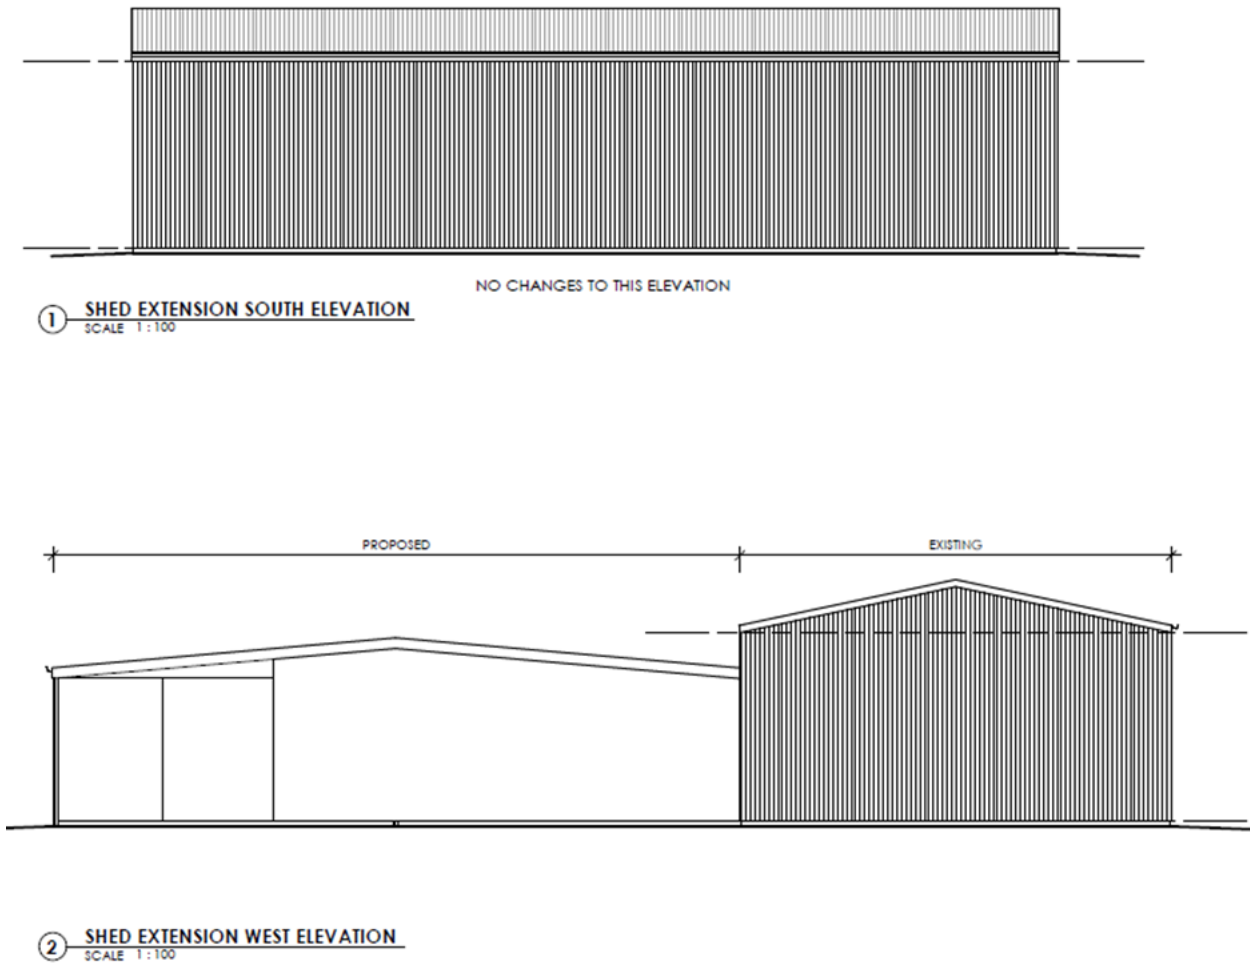 NO CHANGES TO THIS ELEVATION
1 SHED EXTENSION SOUTH ELEVATION
SCALE 1 : 100
PROPOSED EXISTING
2 SHED EXTENSION WEST ELEVATION
SCALE 1 : 100